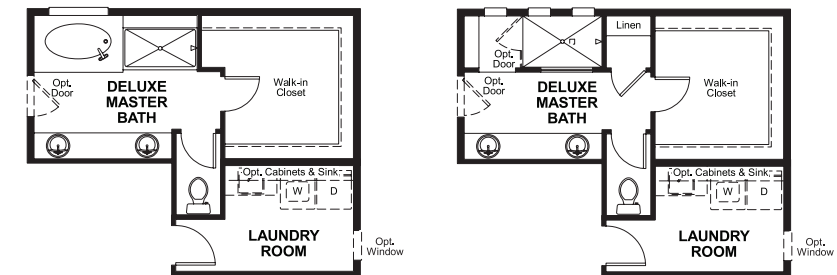 Opt.
Door
DELUXE
MASTER
BATH
Walk-in
Closet
Opt. Cabinets & Sink
W
D
LAUNDRY
ROOM
Opt.
Window
Linen
Opt.
Door
Opt.
Door
DELUXE
MASTER
BATH
Walk-in
Closet
Opt. Cabinets & Sink
W
D
LAUNDRY
ROOM
Opt.
Window